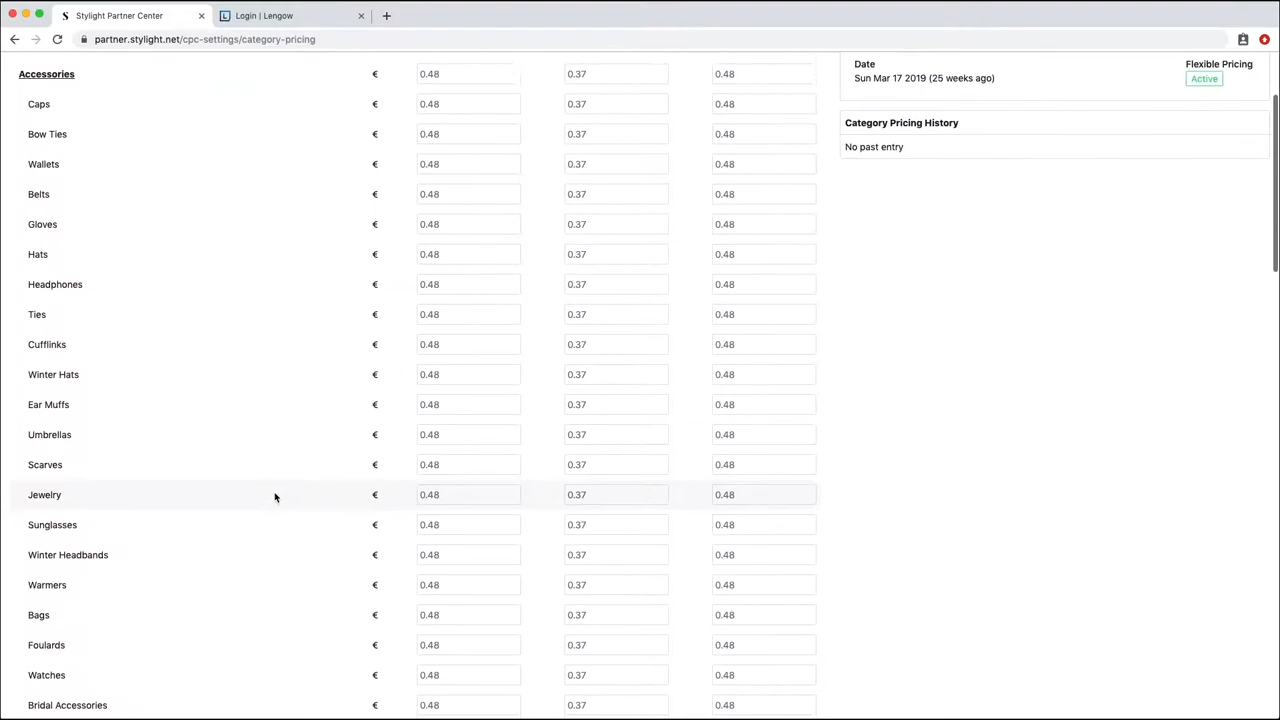 Stylight Partner Center
Login | Lengow
partner.stylight.net/cpc-settings/category-pricing
Accessories € 0.48 0.37 0.48
Caps € 0.48 0.37 0.48
Bow Ties € 0.48 0.37 0.48
Wallets € 0.48 0.37 0.48
Belts € 0.48 0.37 0.48
Gloves € 0.48 0.37 0.48
Hats € 0.48 0.37 0.48
Headphones € 0.48 0.37 0.48
Ties € 0.48 0.37 0.48
Cufflinks € 0.48 0.37 0.48
Winter Hats € 0.48 0.37 0.48
Ear Muffs € 0.48 0.37 0.48
Umbrellas € 0.48 0.37 0.48
Scarves € 0.48 0.37 0.48
Jewelry € 0.48 0.37 0.48
Sunglasses € 0.48 0.37 0.48
Winter Headbands € 0.48 0.37 0.48
Warmers € 0.48 0.37 0.48
Bags € 0.48 0.37 0.48
Foulards € 0.48 0.37 0.48
Watches € 0.48 0.37 0.48
Bridal Accessories € 0.48 0.37 0.48
Date Flexible Pricing
Sun Mar 17 2019 (25 weeks ago) Active
Category Pricing History
No past entry